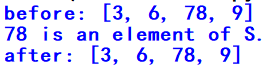 before: [3, 6, 78, 9]
78 is an element of S.
after: [3, 6, 78, 9]